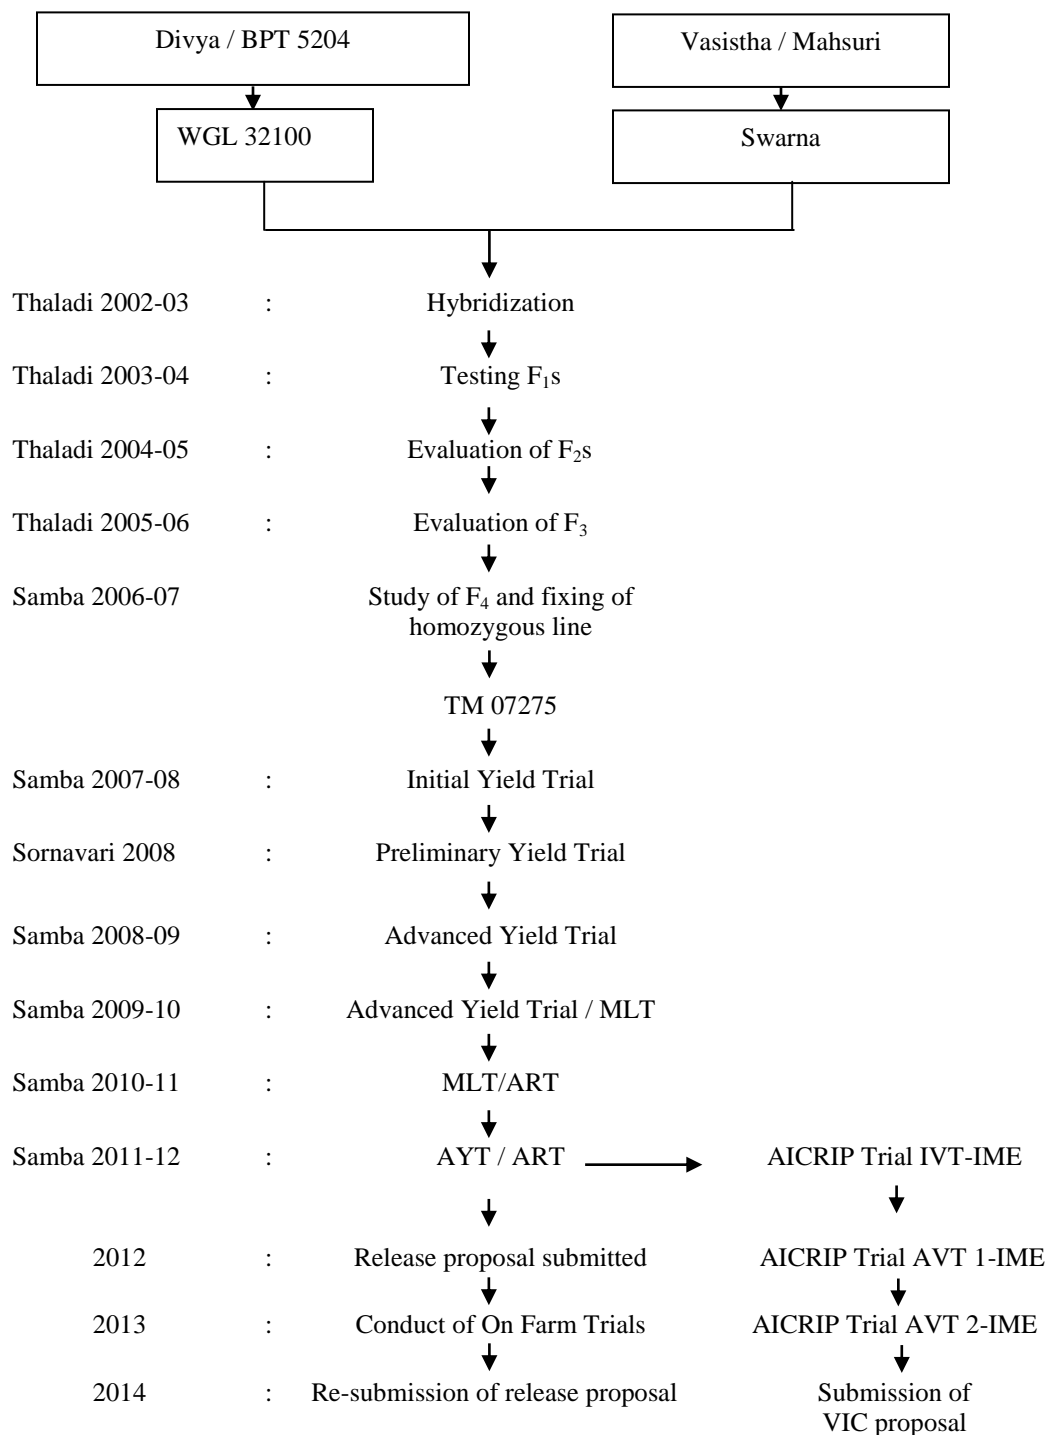 Divya / BPT 5204
Vasistha / Mahsuri
WGL 32100
Swarna
Thaladi 2002-03 : Hybridization
Thaladi 2003-04 : Testing F₁s
Thaladi 2004-05 : Evaluation of F₂s
Thaladi 2005-06 : Evaluation of F₃
Samba 2006-07 Study of F₄ and fixing of
homozygous line
TM 07275
Samba 2007-08 : Initial Yield Trial
Sornavari 2008 : Preliminary Yield Trial
Samba 2008-09 : Advanced Yield Trial
Samba 2009-10 : Advanced Yield Trial / MLT
Samba 2010-11 : MLT/ART
Samba 2011-12 : AYT / ART AICRIP Trial IVT-IME
2012 : Release proposal submitted AICRIP Trial AVT 1-IME
2013 : Conduct of On Farm Trials AICRIP Trial AVT 2-IME
2014 : Re-submission of release proposal Submission of
VIC proposal